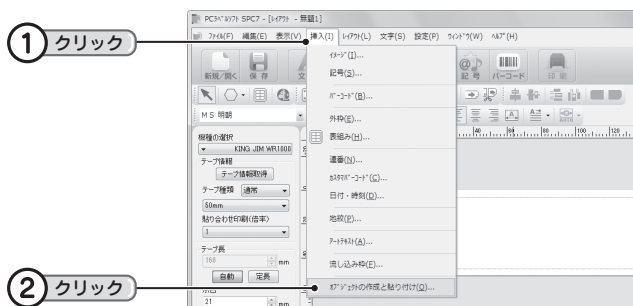 PCラベルソフト SPC7 - [レイアウト - 無題1]
ファイル(F) 編集(E) 表示(V) 挿入(I) レイアウト(L) 文字(S) 設定(P) ウィンドウ(W) ヘルプ(H)
① クリック
新規/開く 保存
記号 バーコード 印刷
MS 明朝
イメージ(I)...
記号(S)...
バーコード(B)...
外枠(E)...
表組み(H)...
連番(N)...
カスタマバーコード(C)...
日付・時刻(D)...
地紋(P)...
アートテキスト(A)...
流し込み枠(F)...
オブジェクトの作成と貼り付け(O)...
機種の選択
KING JIM WR1800
テープ情報
テープ情報取得
テープ種類 通常
50mm
貼り合わせ印刷(倍率)
1
テープ長
168 mm
自動 定長
② クリック
21 mm
40 60 80 100 120